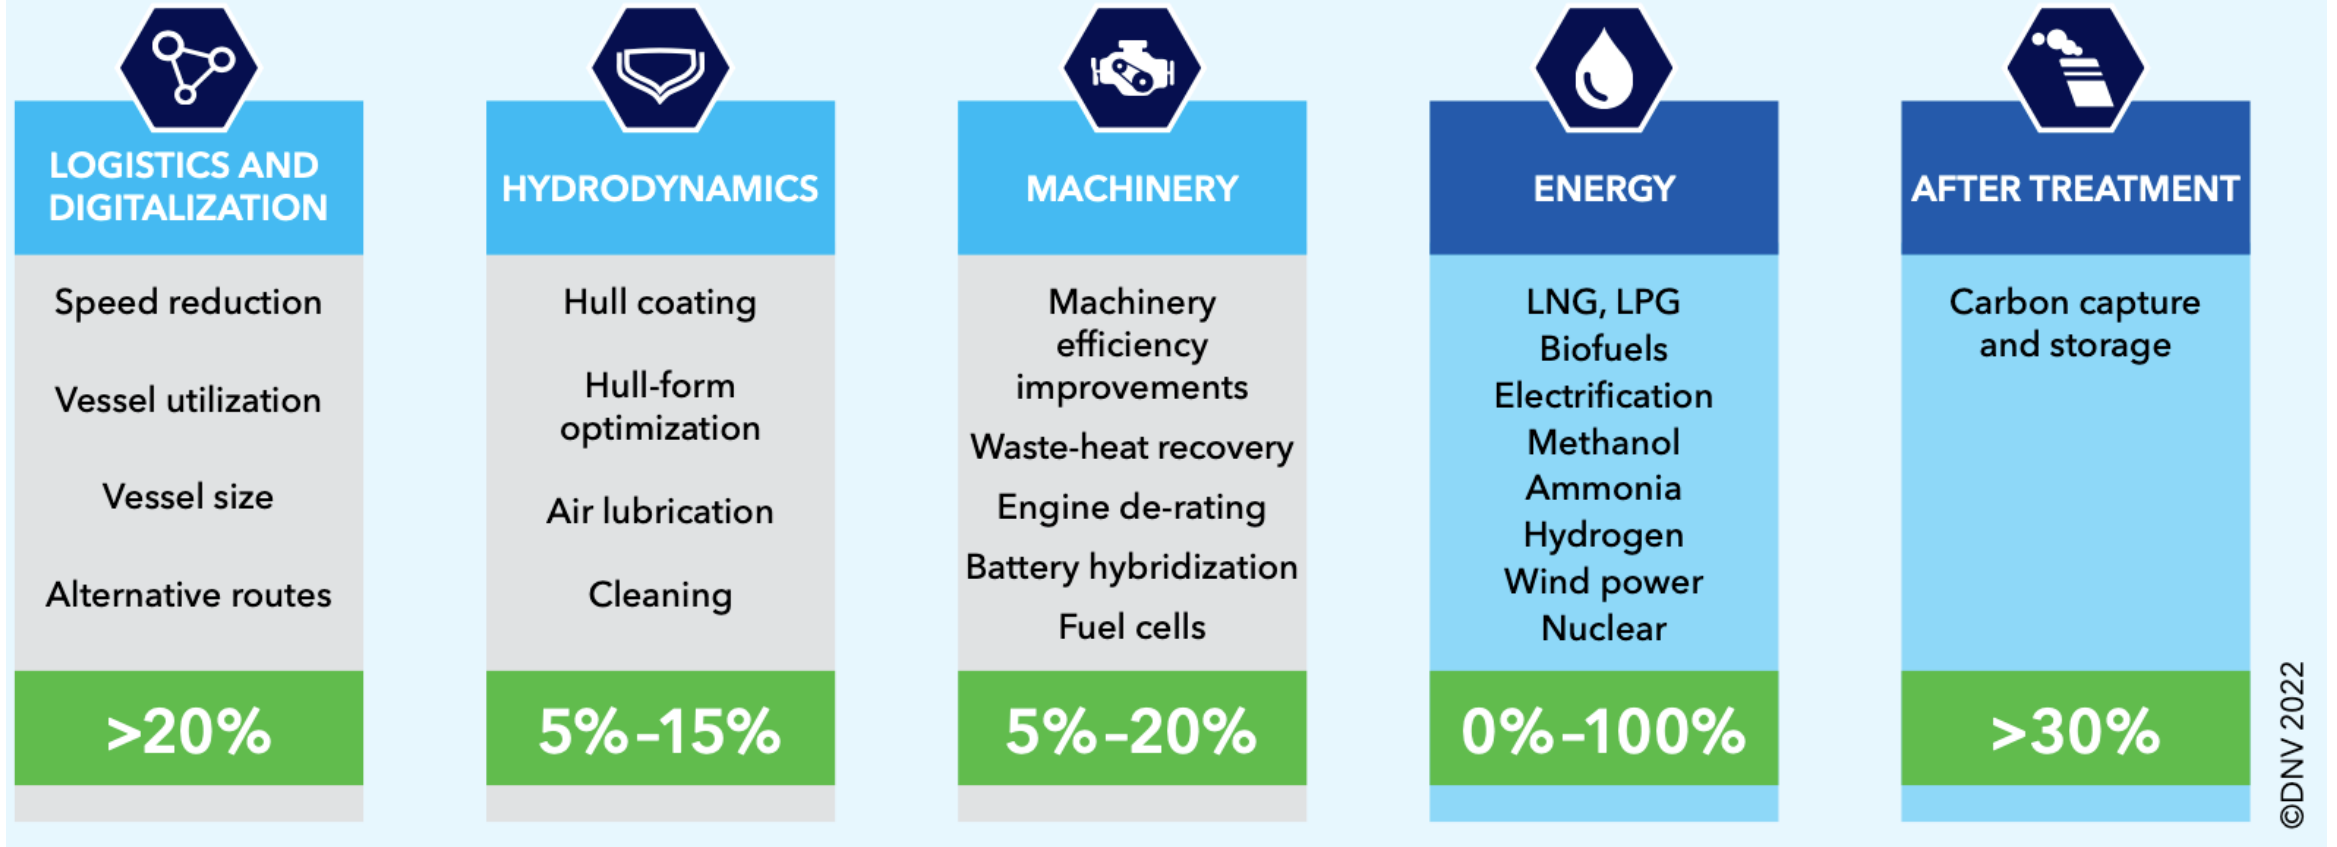 LOGISTICS AND
DIGITALIZATION
Speed reduction
Vessel utilization
Vessel size
Alternative routes
>20%
HYDRODYNAMICS
Hull coating
Hull-form
optimization
Air lubrication
Cleaning
5%-15%
MACHINERY
Machinery
efficiency
improvements
Waste-heat recovery
Engine de-rating
Battery hybridization
Fuel cells
5%-20%
ENERGY
LNG, LPG
Biofuels
Electrification
Methanol
Ammonia
Hydrogen
Wind power
Nuclear
0%-100%
AFTER TREATMENT
Carbon capture
and storage
>30%
©DNV 2022